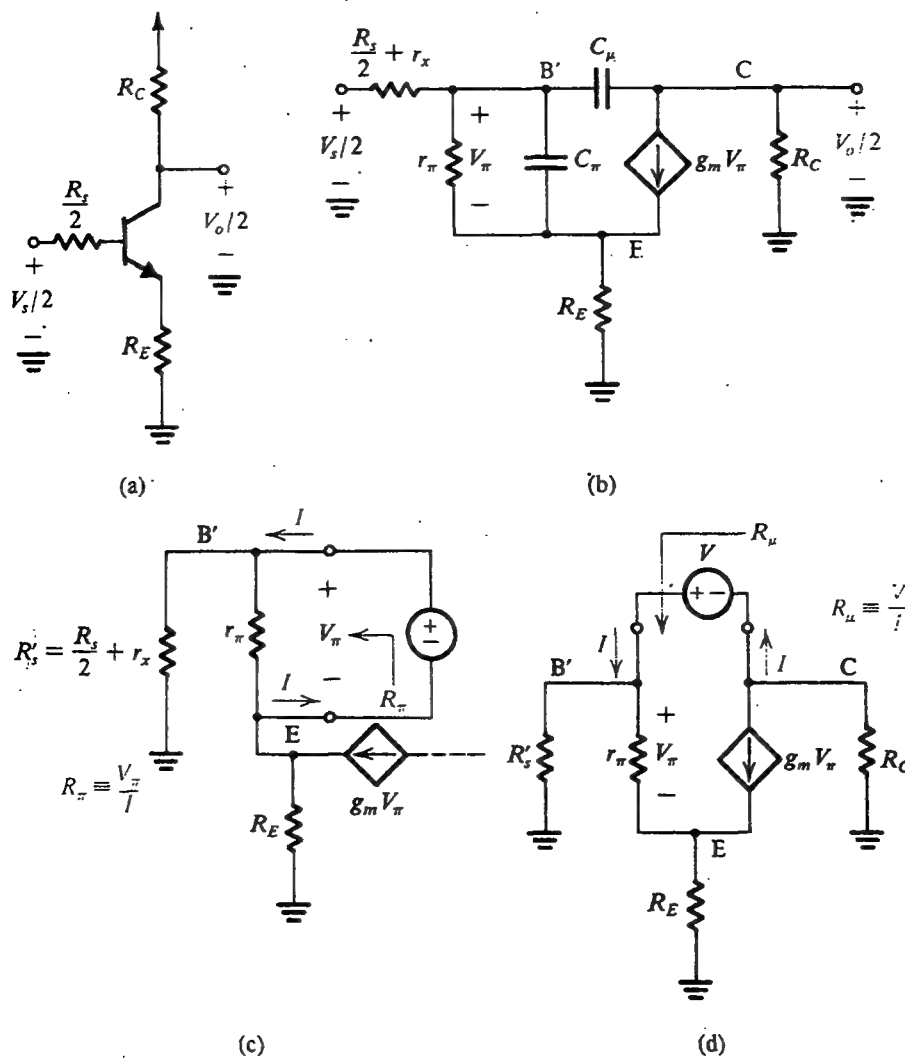 R_C
R_s/2
+
V_s/2
−
+
V_o/2
−
R_E
(a)
R_s/2 + r_x
B′
C_μ
C
+
V_s/2
−
r_π
+
V_π
−
C_π
g_m V_π
R_C
+
V_o/2
−
E
R_E
(b)
B′
I
R′_s = R_s/2 + r_x
r_π
+
V_π
−
+
−
I
R_π
E
R_π ≡ V_π/I
g_m V_π
R_E
(c)
R_μ
V
+ −
R_μ ≡ V/I
I
I
B′
C
R′_s
r_π
+
V_π
−
g_m V_π
R_C
E
R_E
(d)